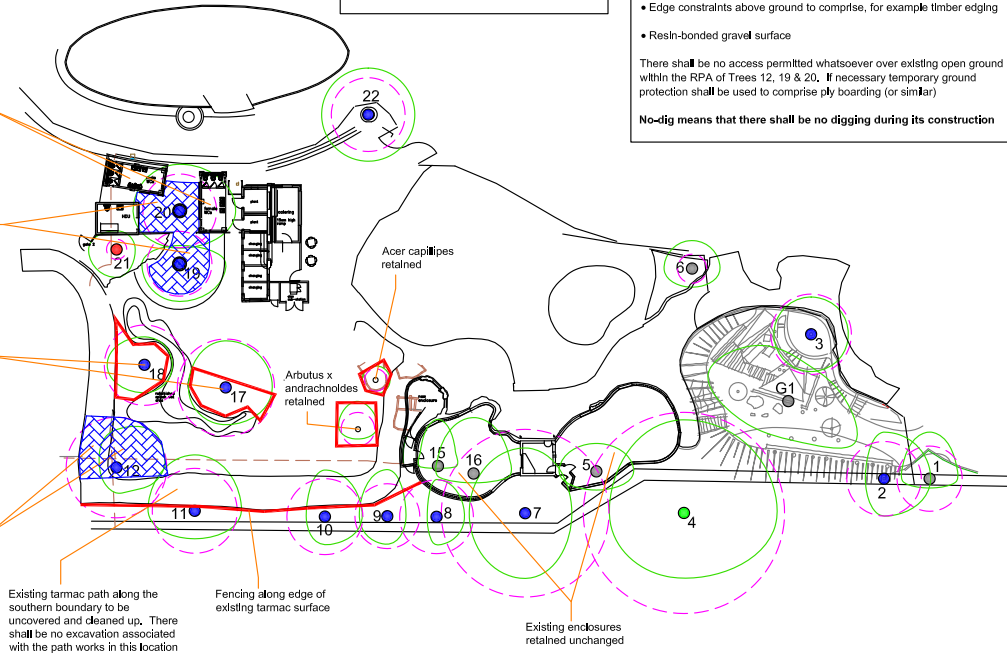 • Edge constraints above ground to comprise, for example timber edging
• Resin-bonded gravel surface
There shall be no access permitted whatsoever over existing open ground
within the RPA of Trees 12, 19 & 20. If necessary temporary ground
protection shall be used to comprise ply boarding (or similar)
No-dig means that there shall be no digging during its construction
22
20
21
19
Acer capillipes
retained
6
3
18
17
Arbutus x
andrachnoldes
retained
G1
12
15
16
5
2
1
11
10
9
8
7
4
Existing tarmac path along the
southern boundary to be
uncovered and cleaned up. There
shall be no excavation associated
with the path works in this location
Fencing along edge of
existing tarmac surface
Existing enclosures
retained unchanged